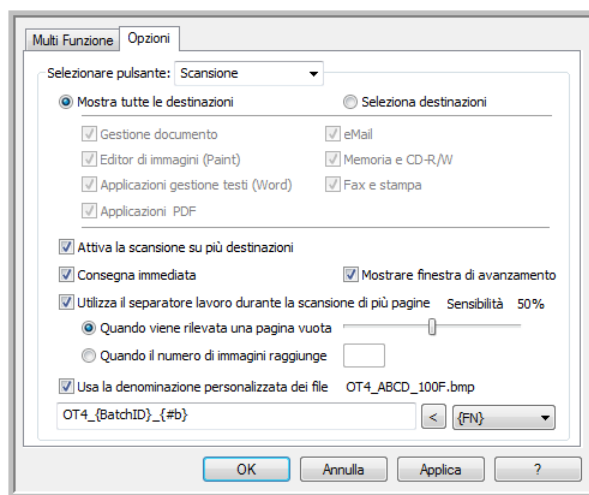 Multi Funzione Opzioni
Selezionare pulsante: Scansione
Mostra tutte le destinazioni Seleziona destinazioni
Gestione documento eMail
Editor di immagini (Paint) Memoria e CD-R/W
Applicazioni gestione testi (Word) Fax e stampa
Applicazioni PDF
Attiva la scansione su più destinazioni
Consegna immediata Mostrare finestra di avanzamento
Utilizza il separatore lavoro durante la scansione di più pagine Sensibilità 50%
Quando viene rilevata una pagina vuota
Quando il numero di immagini raggiunge
Usa la denominazione personalizzata dei file OT4_ABCD_100F.bmp
OT4_{BatchID}_{#b} < {FN}
OK Annulla Applica ?